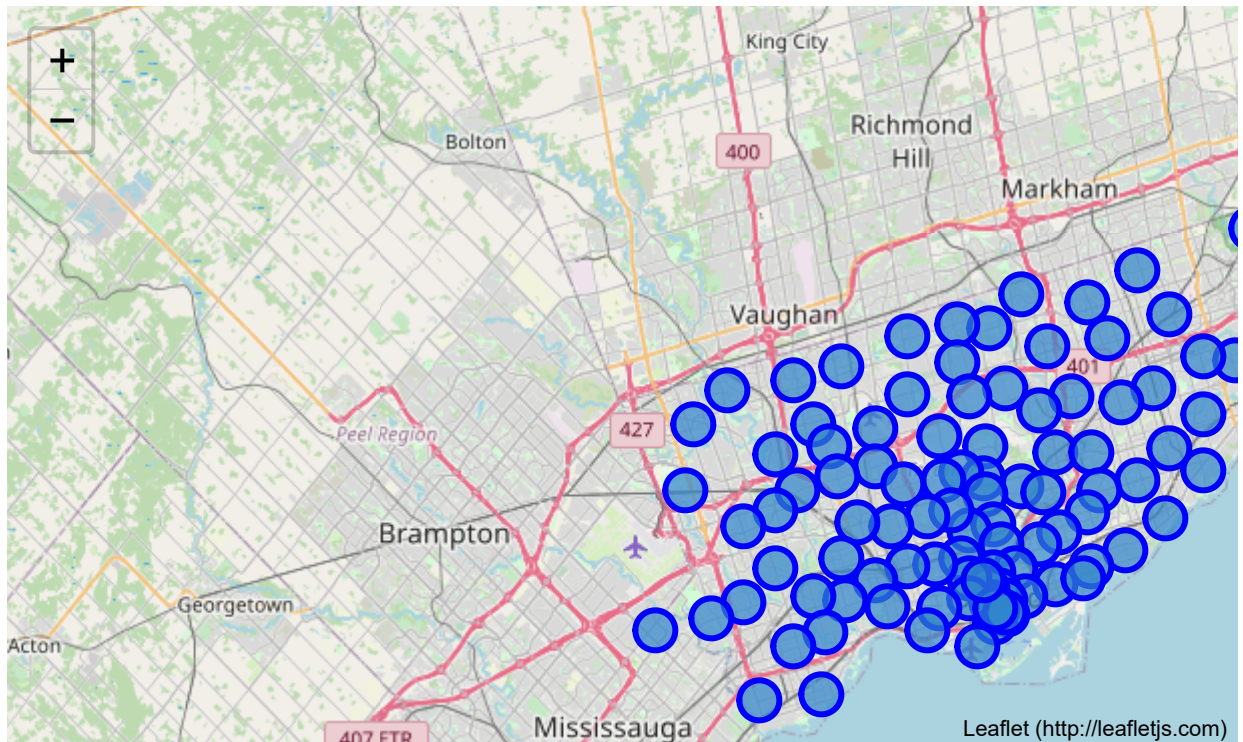 +
King City
Richmond
Hill
Bolton
−
400
Markham
Vaughan
401
427
Peel Region
Brampton
Georgetown
Acton
Mississauga
407 ETR
Leaflet (http://leafletjs.com)